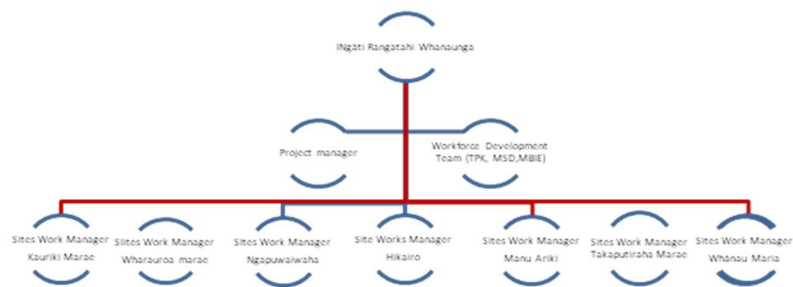 INgāti Rangatahi Whanaunga
Project manager
Workforce Development
Team (TPK, MSD,MBIE)
Sites Work Manager
Kauriki Marae
SIites Work Manager
Wharauroa marae
Sites Work Manager
Ngapuwaiwaha
Site Works Manager
Hikairo
Sites Work Manager
Manu Ariki
Sites Work Manager
Takaputiraha Marae
Sites Work Manager
Whānau Maria